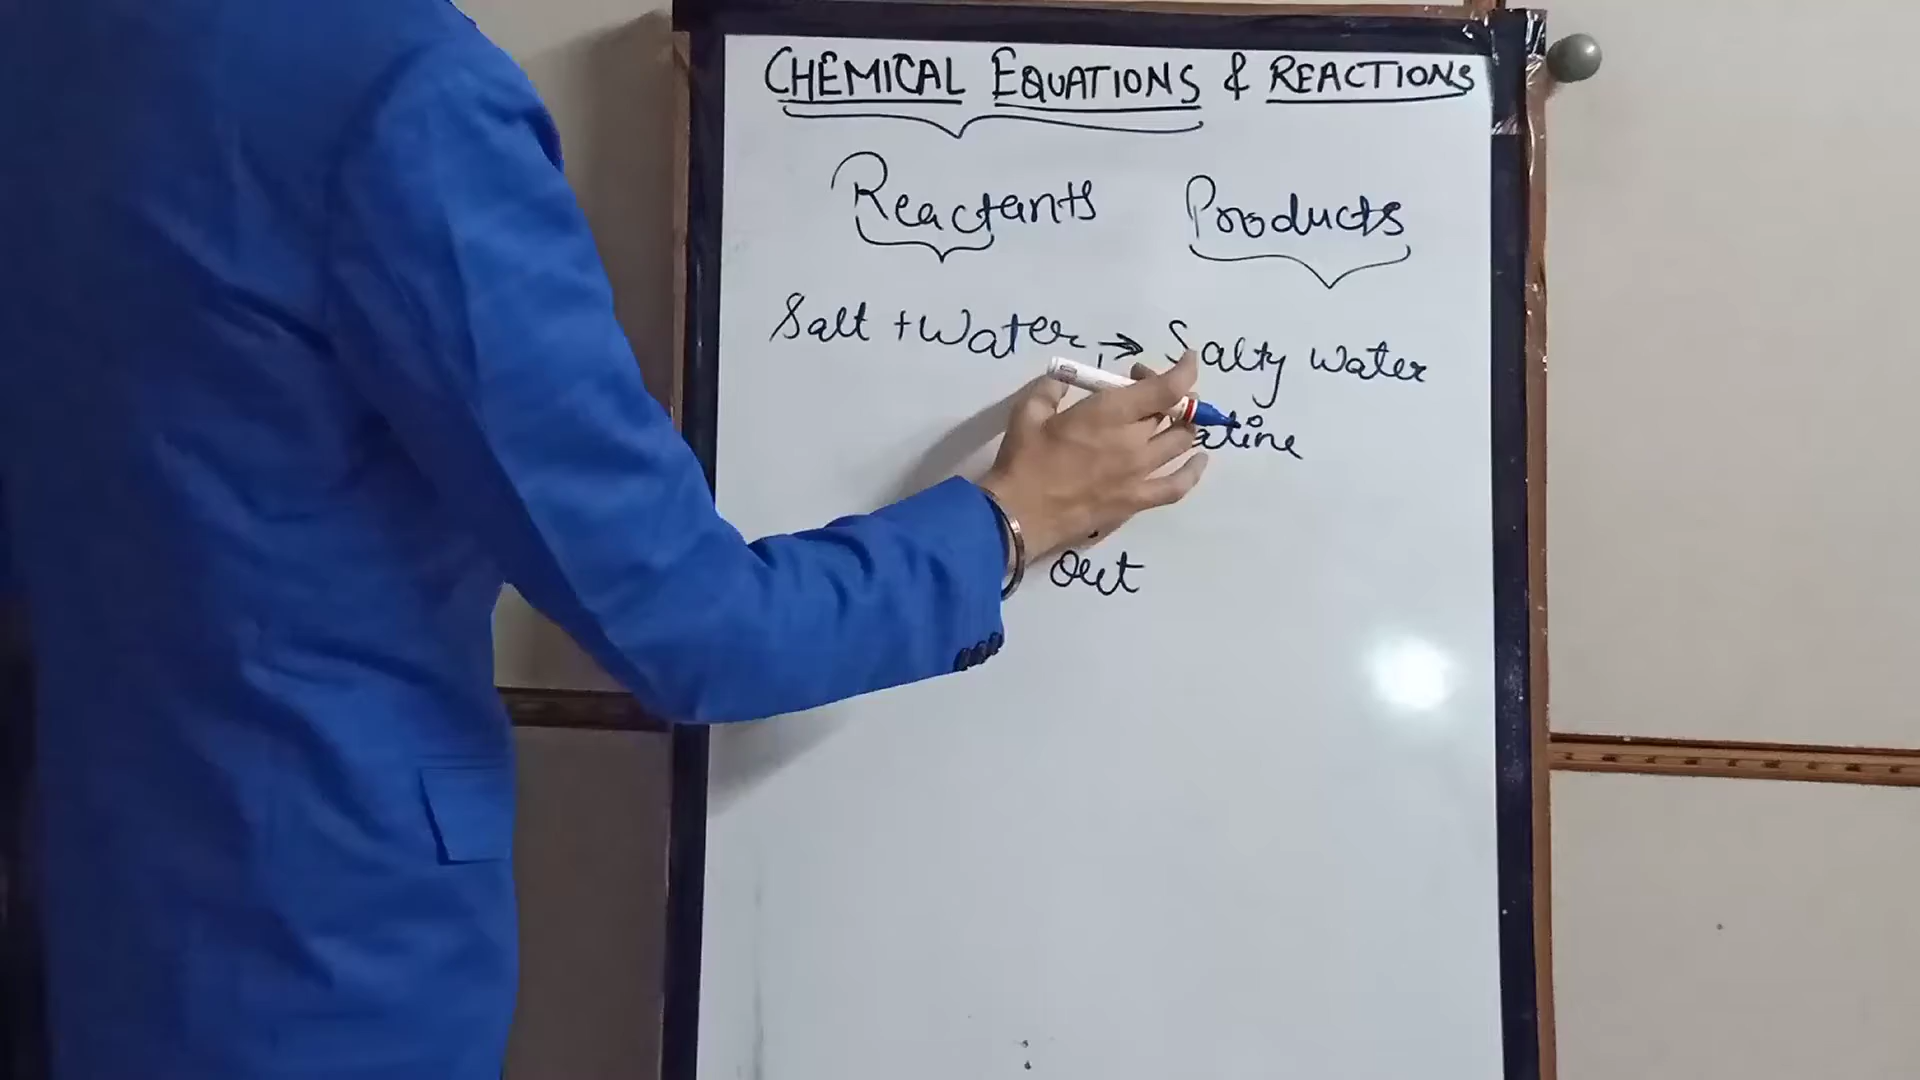 CHEMICAL EQUATIONS & REACTIONS
Reactants Products
Salt + Water → Salty Water
out